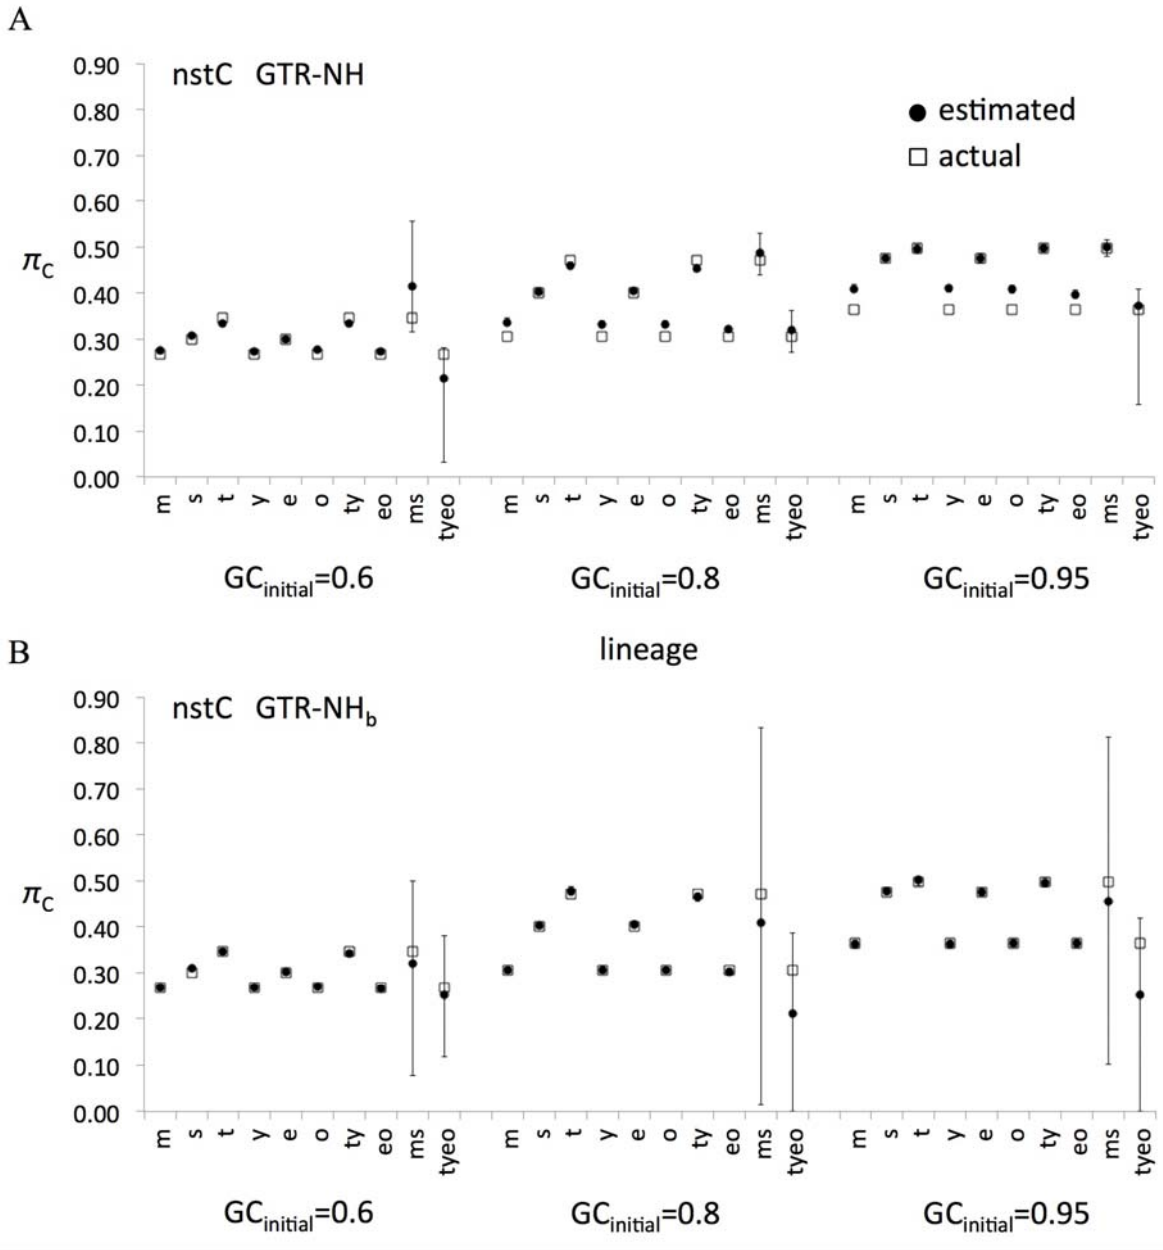 A
nstC GTR-NH
● estimated
□ actual
0.90
0.80
0.70
0.60
0.50
0.40
0.30
0.20
0.10
0.00
πC
m s t y e o ty eo ms tyeo m s t y e o ty eo ms tyeo m s t y e o ty eo ms tyeo
GCinitial=0.6 GCinitial=0.8 GCinitial=0.95
lineage
B
nstC GTR-NHb
0.90
0.80
0.70
0.60
0.50
0.40
0.30
0.20
0.10
0.00
πC
m s t y e o ty eo ms tyeo m s t y e o ty eo ms tyeo m s t y e o ty eo ms tyeo
GCinitial=0.6 GCinitial=0.8 GCinitial=0.95